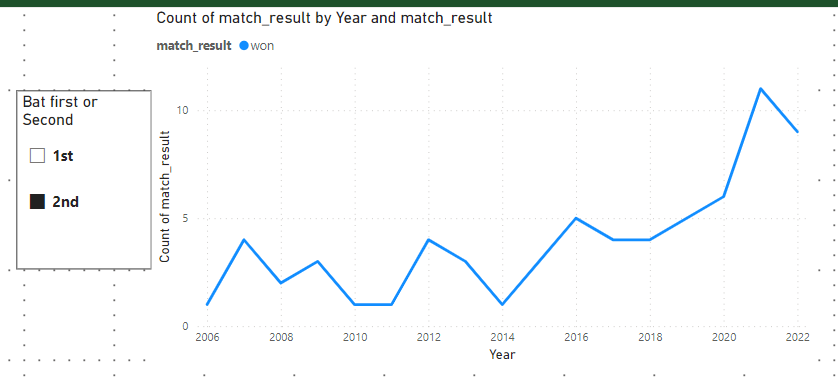 Count of match_result by Year and match_result
match_result won
Bat first or
Second
1st
2nd
Count of match_result
10
5
0
2006 2008 2010 2012 2014 2016 2018 2020 2022
Year